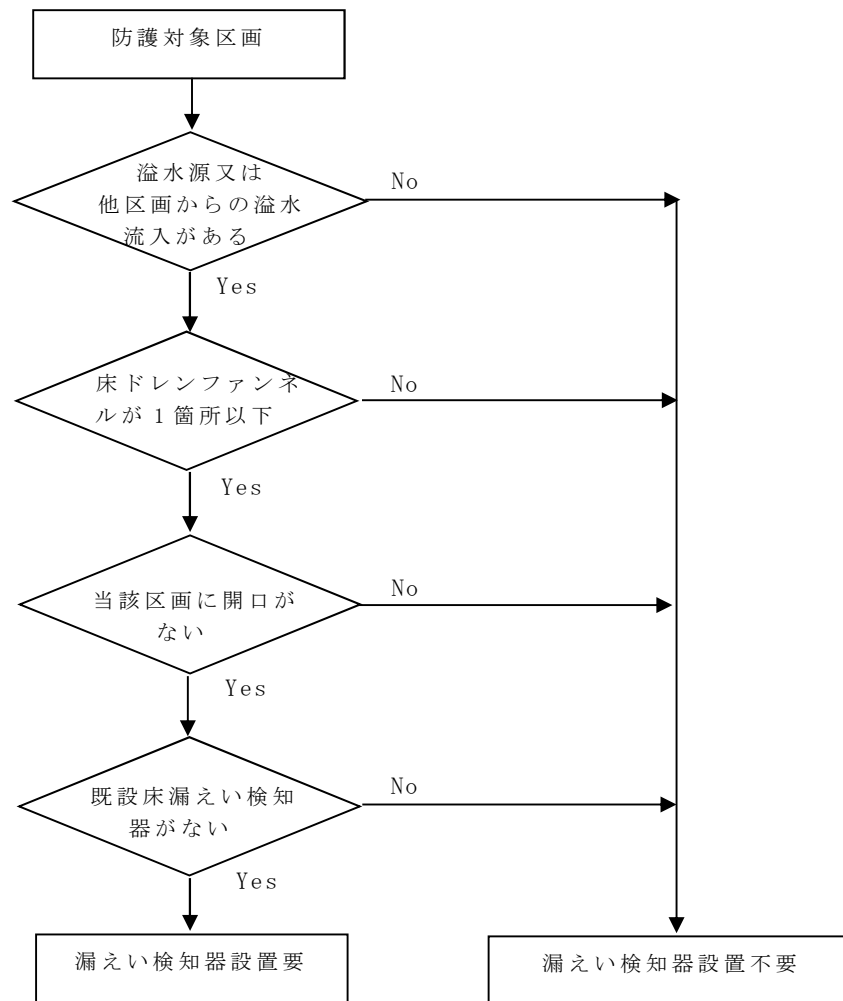 防護対象区画
溢水源又は
他区画からの溢水
流入がある
No
Yes
床ドレンファンネ
ルが1箇所以下
No
Yes
当該区画に開口が
ない
No
Yes
既設床漏えい検知
器がない
No
Yes
漏えい検知器設置要
漏えい検知器設置不要